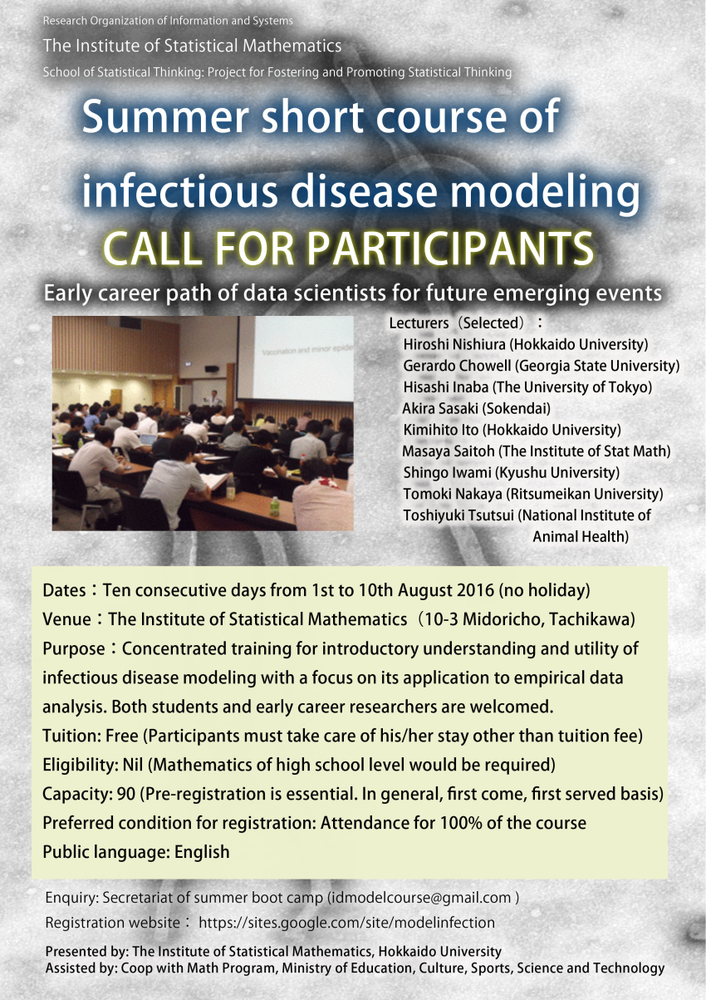 Research Organization of Information and Systems
The Institute of Statistical Mathematics
School of Statistical Thinking: Project for Fostering and Promoting Statistical Thinking
Summer short course of
infectious disease modeling
CALL FOR PARTICIPANTS
Early career path of data scientists for future emerging events
Vaccination and minor epide
Lecturers（Selected）：
Hiroshi Nishiura (Hokkaido University)
Gerardo Chowell (Georgia State University)
Hisashi Inaba (The University of Tokyo)
Akira Sasaki (Sokendai)
Kimihito Ito (Hokkaido University)
Masaya Saitoh (The Institute of Stat Math)
Shingo Iwami (Kyushu University)
Tomoki Nakaya (Ritsumeikan University)
Toshiyuki Tsutsui (National Institute of
Animal Health)
Dates：Ten consecutive days from 1st to 10th August 2016 (no holiday)
Venue：The Institute of Statistical Mathematics（10-3 Midoricho, Tachikawa)
Purpose：Concentrated training for introductory understanding and utility of
infectious disease modeling with a focus on its application to empirical data
analysis. Both students and early career researchers are welcomed.
Tuition: Free (Participants must take care of his/her stay other than tuition fee)
Eligibility: Nil (Mathematics of high school level would be required)
Capacity: 90 (Pre-registration is essential. In general, first come, first served basis)
Preferred condition for registration: Attendance for 100% of the course
Public language: English
Enquiry: Secretariat of summer boot camp (idmodelcourse@gmail.com )
Registration website： https://sites.google.com/site/modelinfection
Presented by: The Institute of Statistical Mathematics, Hokkaido University
Assisted by: Coop with Math Program, Ministry of Education, Culture, Sports, Science and Technology